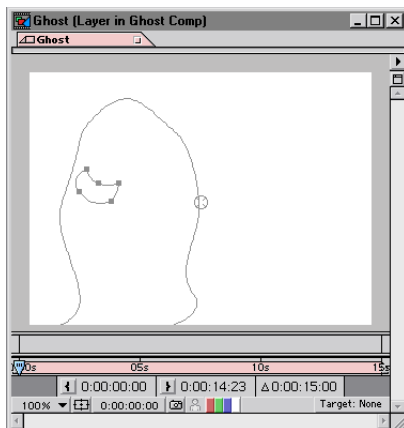 Ghost (Layer in Ghost Comp)
Ghost
0s 05s 10s 15s
0:00:00:00 0:00:14:23 Δ0:00:15:00
100% 0:00:00:00 Target: None